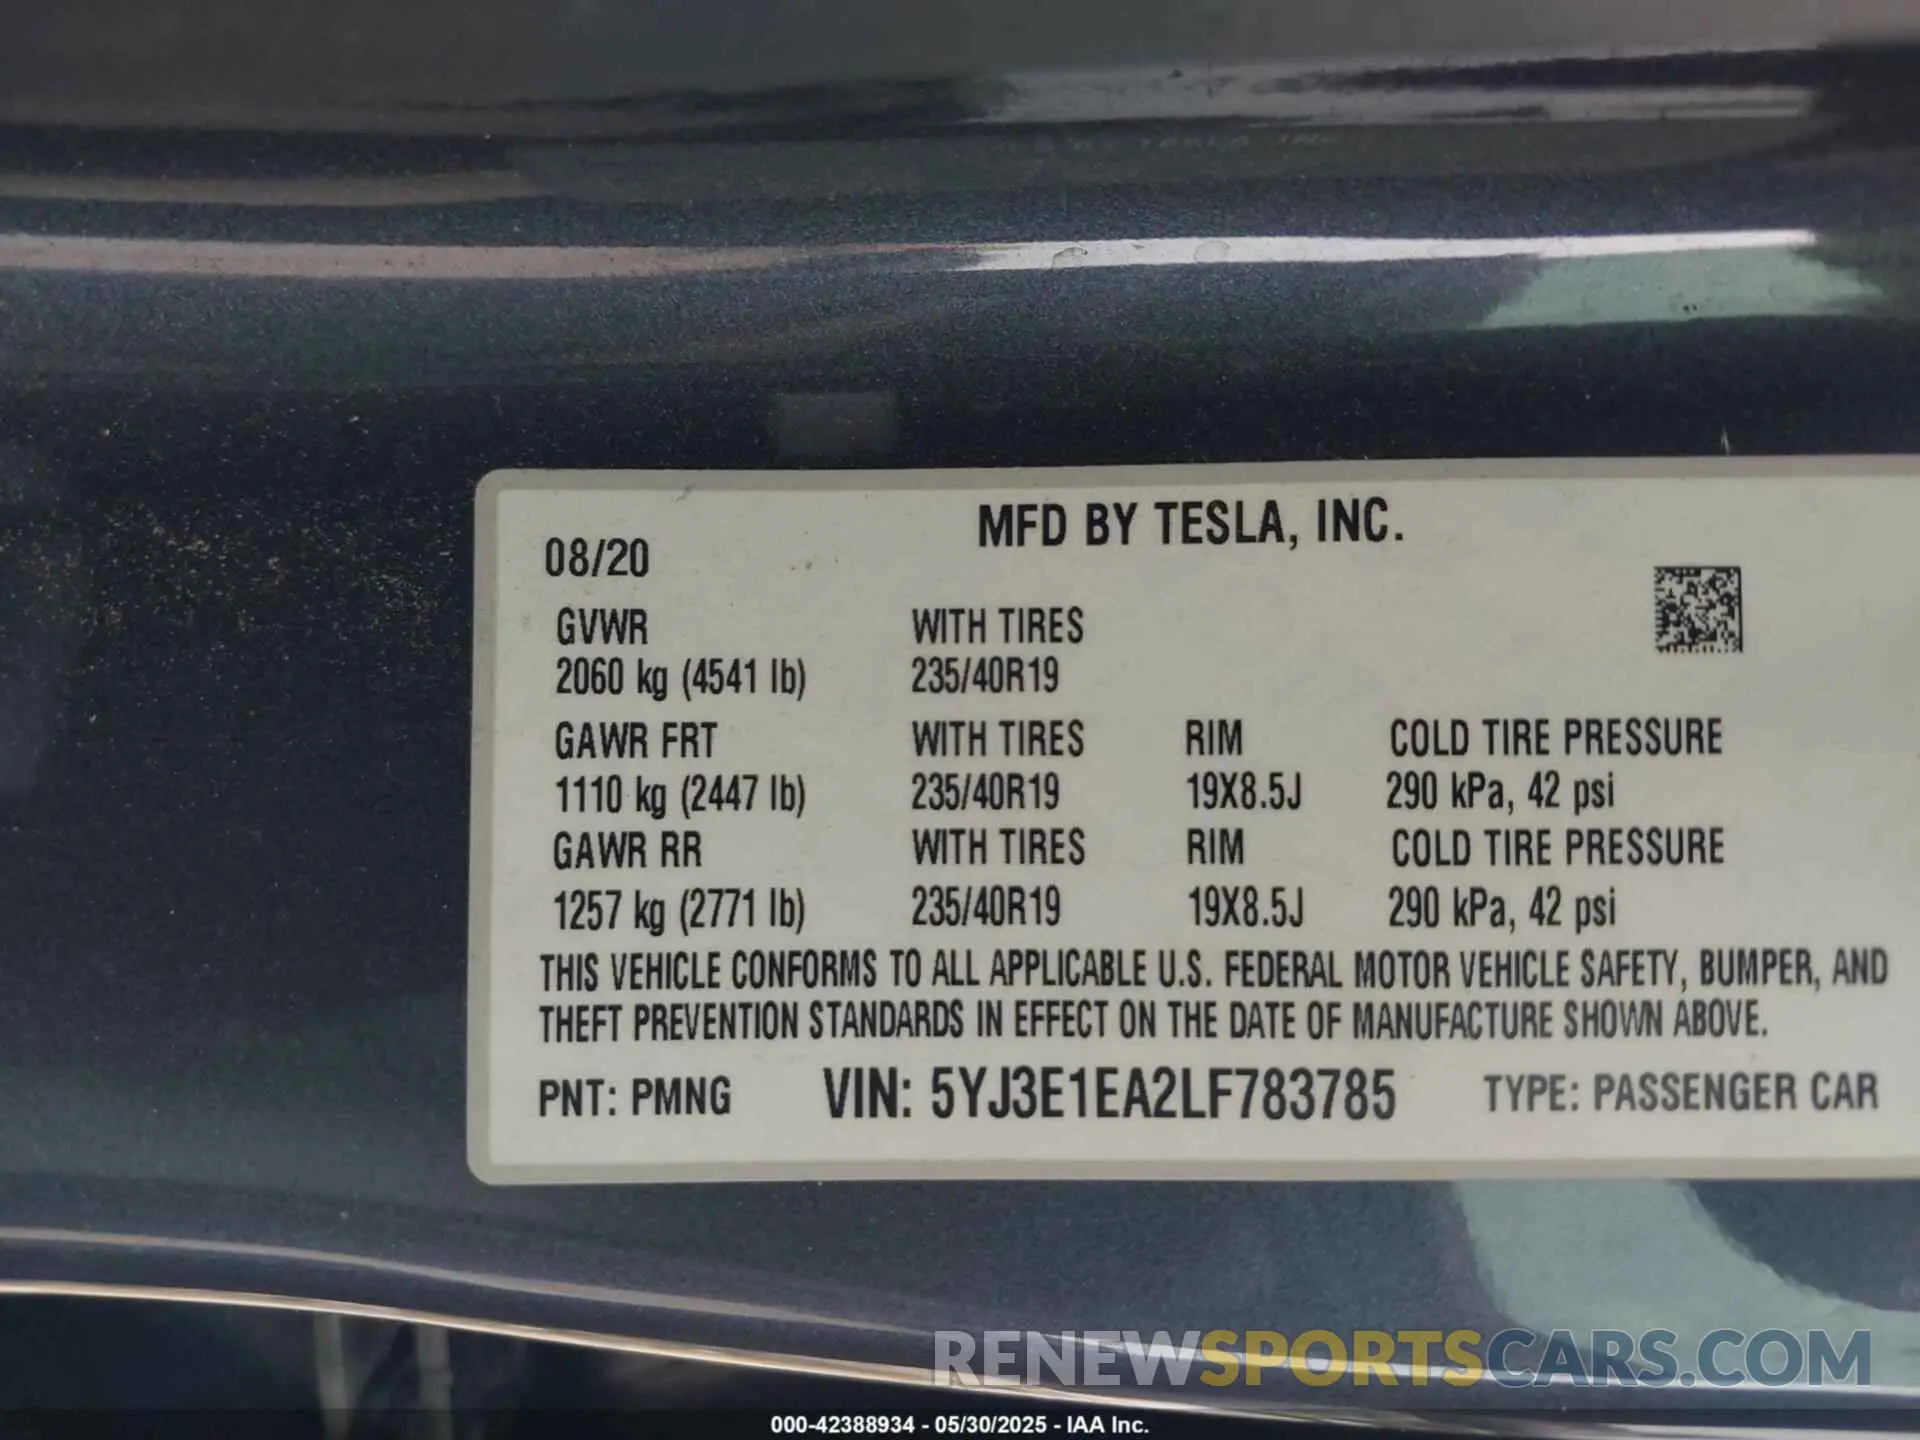 MFD BY TESLA, INC.
08/20
GVWR WITH TIRES
2060 kg (4541 lb) 235/40R19
GAWR FRT WITH TIRES RIM COLD TIRE PRESSURE
1110 kg (2447 lb) 235/40R19 19X8.5J 290 kPa, 42 psi
GAWR RR WITH TIRES RIM COLD TIRE PRESSURE
1257 kg (2771 lb) 235/40R19 19X8.5J 290 kPa, 42 psi
THIS VEHICLE CONFORMS TO ALL APPLICABLE U.S. FEDERAL MOTOR VEHICLE SAFETY, BUMPER, AND
THEFT PREVENTION STANDARDS IN EFFECT ON THE DATE OF MANUFACTURE SHOWN ABOVE.
PNT: PMNG VIN: 5YJ3E1EA2LF783785 TYPE: PASSENGER CAR
RENEWSPORTSCARS.COM
000-42388934 - 05/30/2025 - IAA Inc.